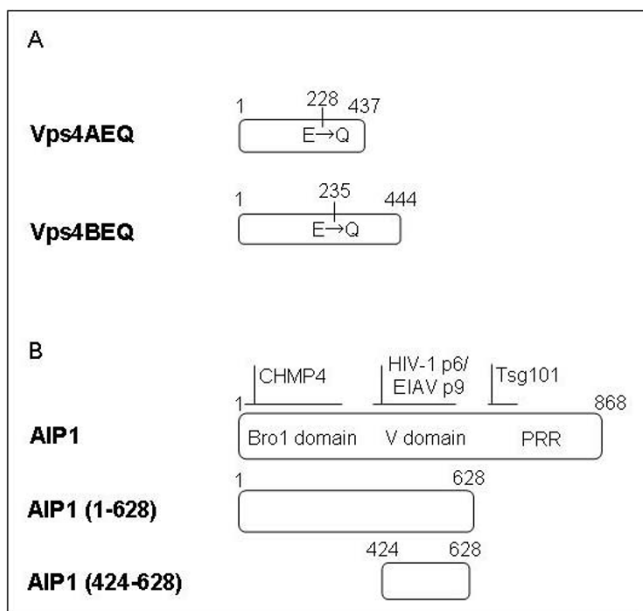 A
1 228 437
Vps4AEQ E→Q
1 235 444
Vps4BEQ E→Q
B
CHMP4 HIV-1 p6/ EIAV p9 Tsg101
1 868
AIP1 Bro1 domain V domain PRR
1 628
AIP1 (1-628)
424 628
AIP1 (424-628)